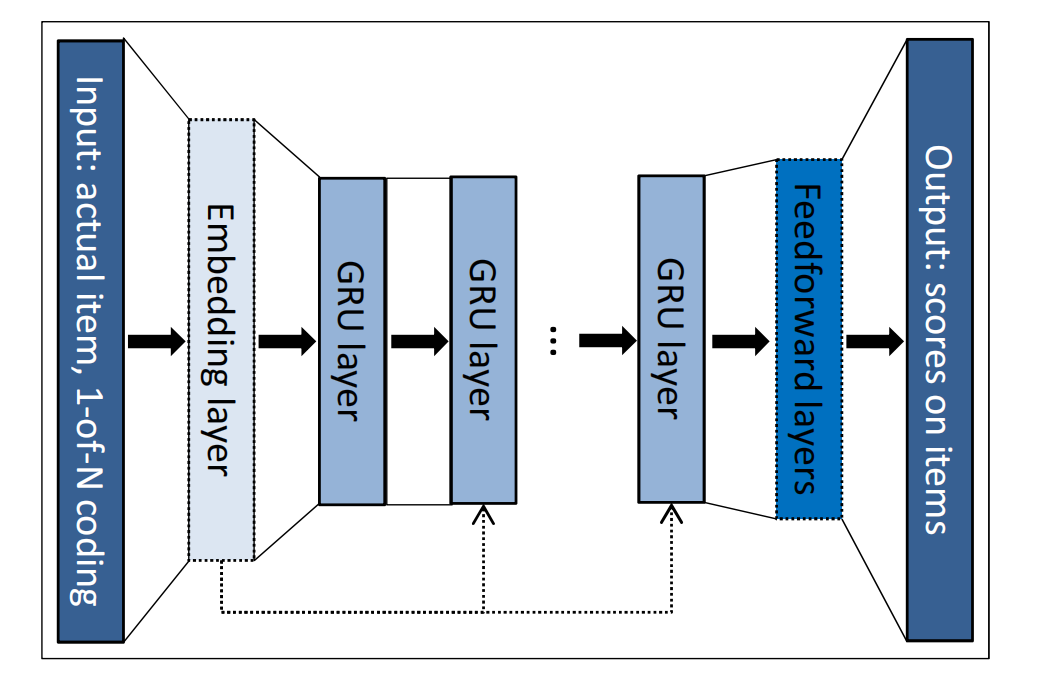 Input: actual item, 1-of-N coding
Embedding layer
GRU layer
GRU layer
...
GRU layer
Feedforward layers
Output: scores on items